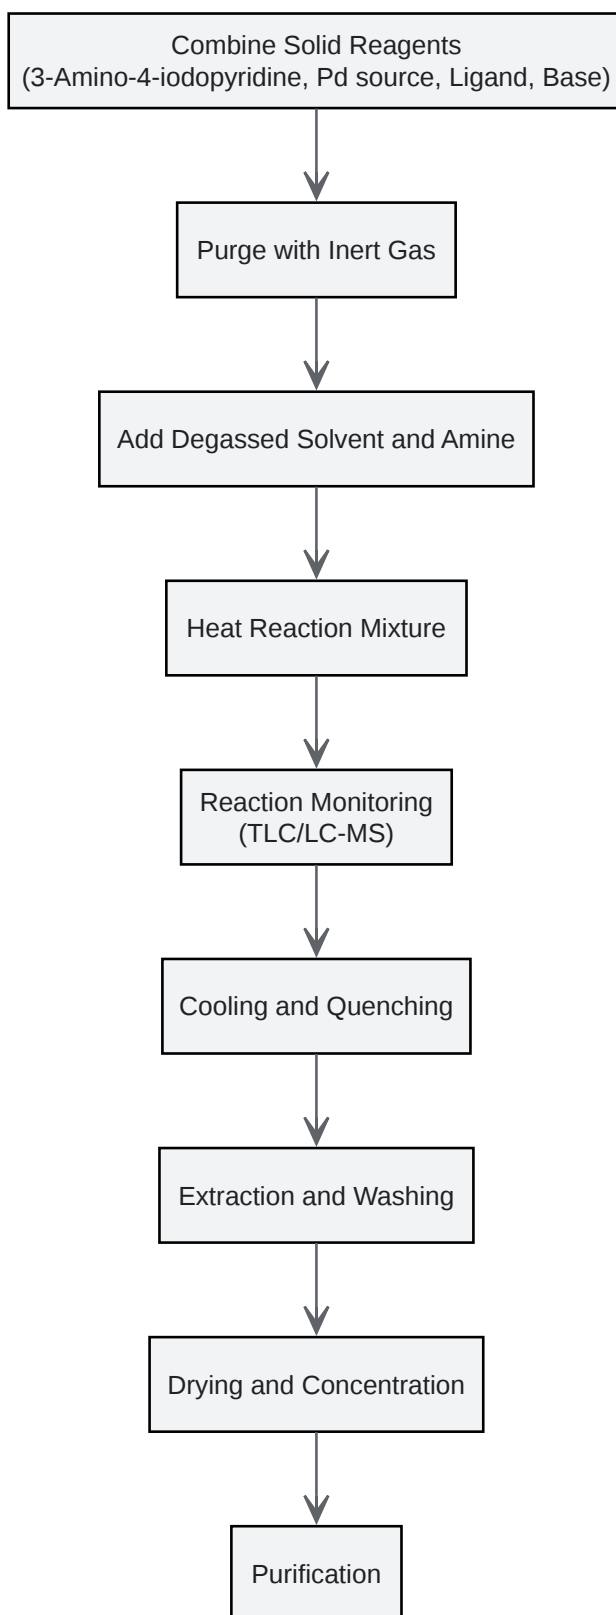 Combine Solid Reagents
(3-Amino-4-iodopyridine, Pd source, Ligand, Base)
Purge with Inert Gas
Add Degassed Solvent and Amine
Heat Reaction Mixture
Reaction Monitoring
(TLC/LC-MS)
Cooling and Quenching
Extraction and Washing
Drying and Concentration
Purification